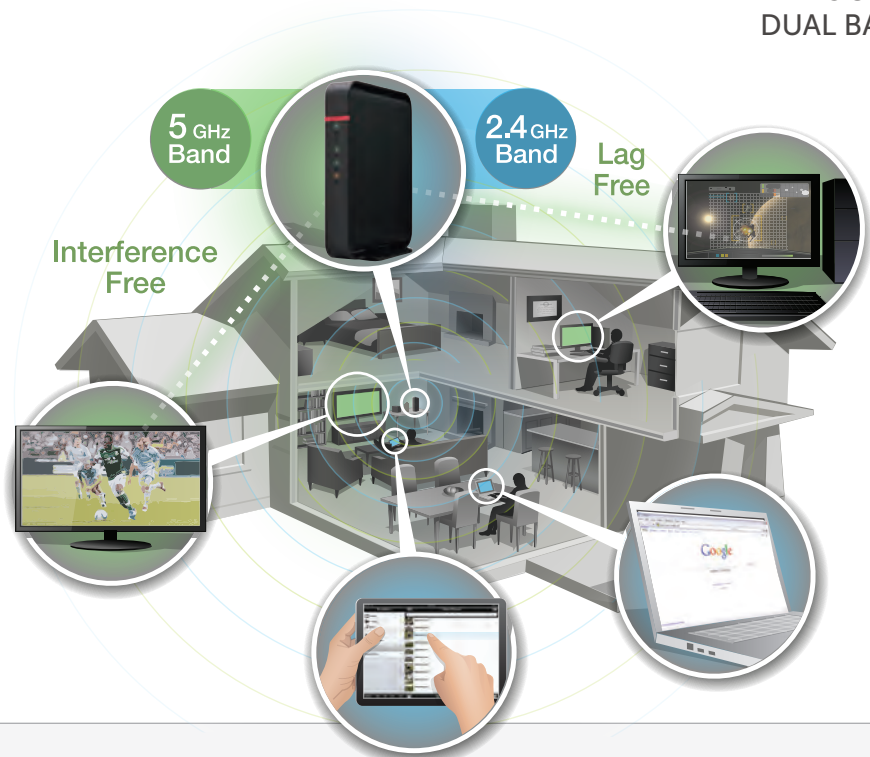 DUAL BA
5 GHz
Band
2.4 GHz
Band
Lag
Free
Interference
Free
Google